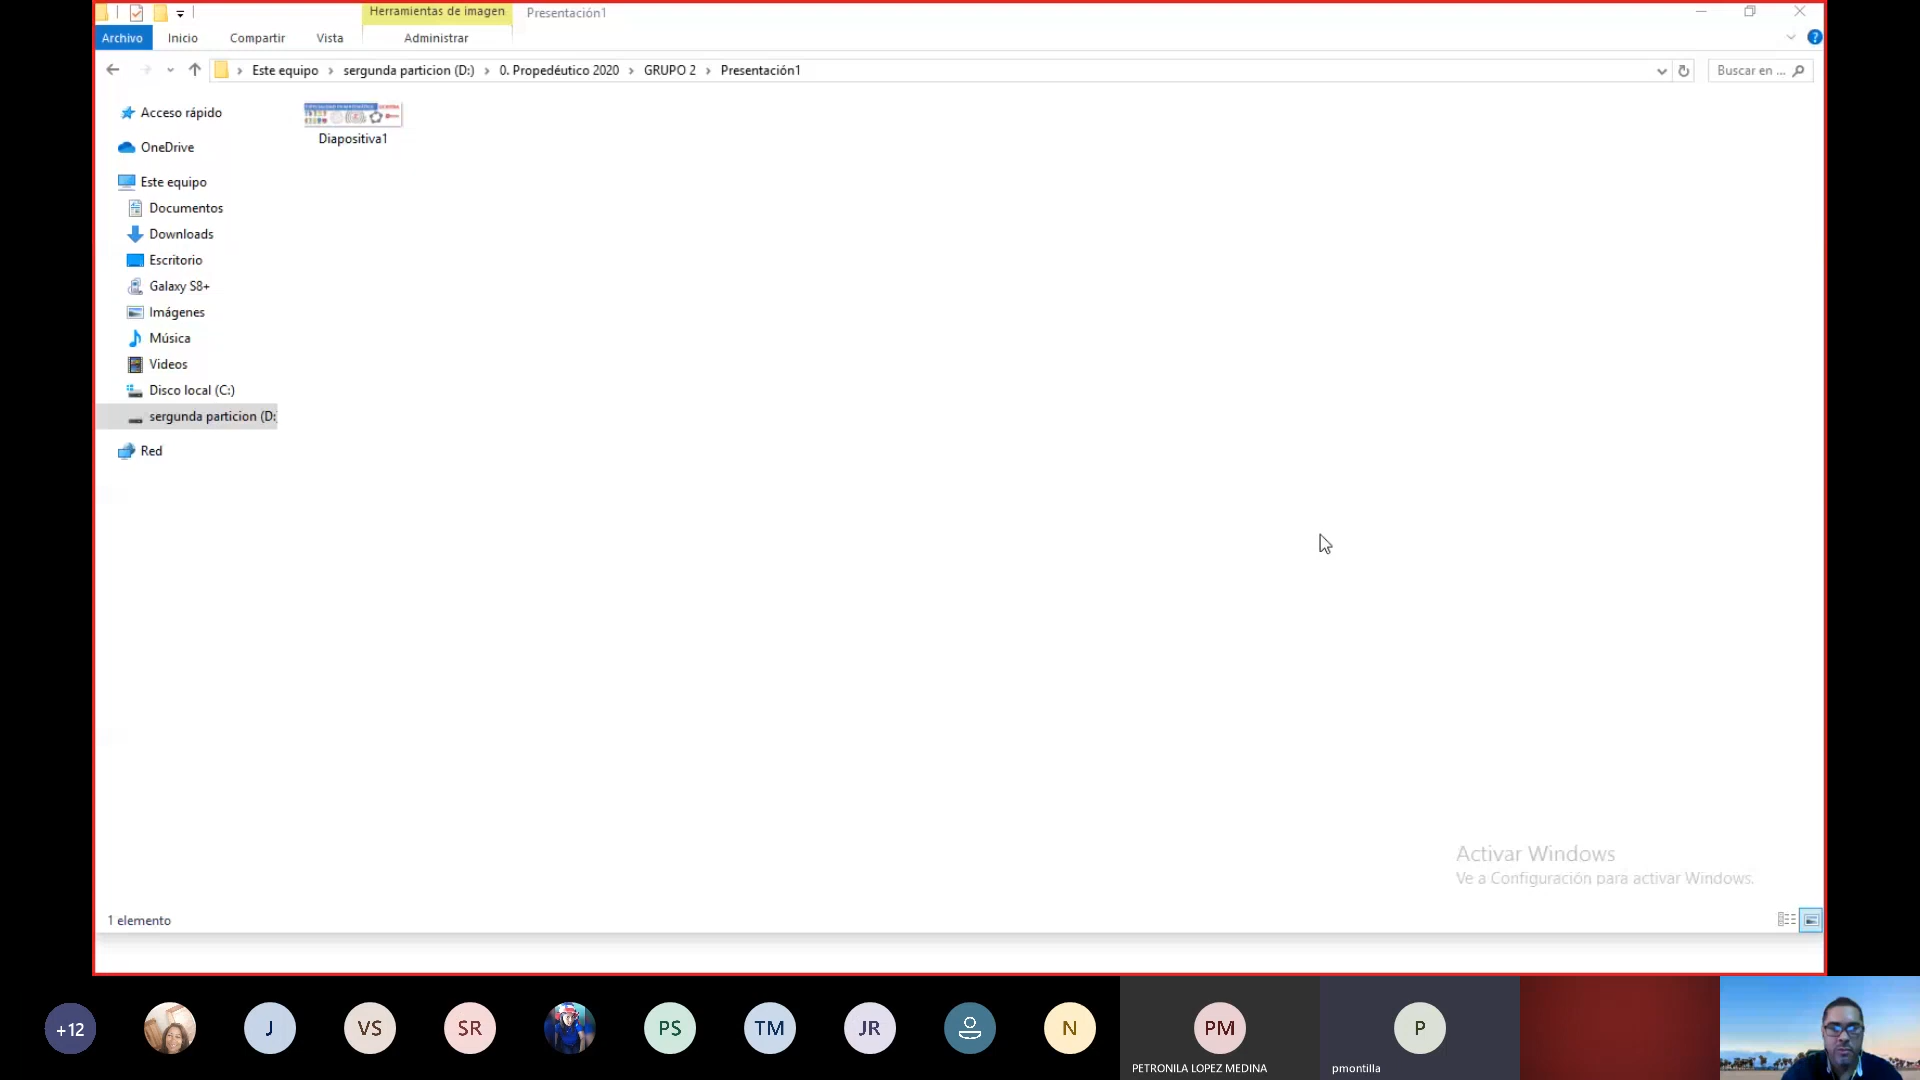 Herramientas de imagen
Presentación1
Archivo
Inicio
Compartir
Vista
Administrar
Este equipo › sergunda particion (D:) › 0. Propedéutico 2020 › GRUPO 2 › Presentación1
Buscar en ...
Acceso rápido
OneDrive
Este equipo
Documentos
Downloads
Escritorio
Galaxy S8+
Imágenes
Música
Videos
Disco local (C:)
sergunda particion (D:
Red
Diapositiva1
Activar Windows
Ve a Configuración para activar Windows.
1 elemento
+12
J
VS
SR
PS
TM
JR
N
PM
P
PETRONILA LOPEZ MEDINA
pmontilla